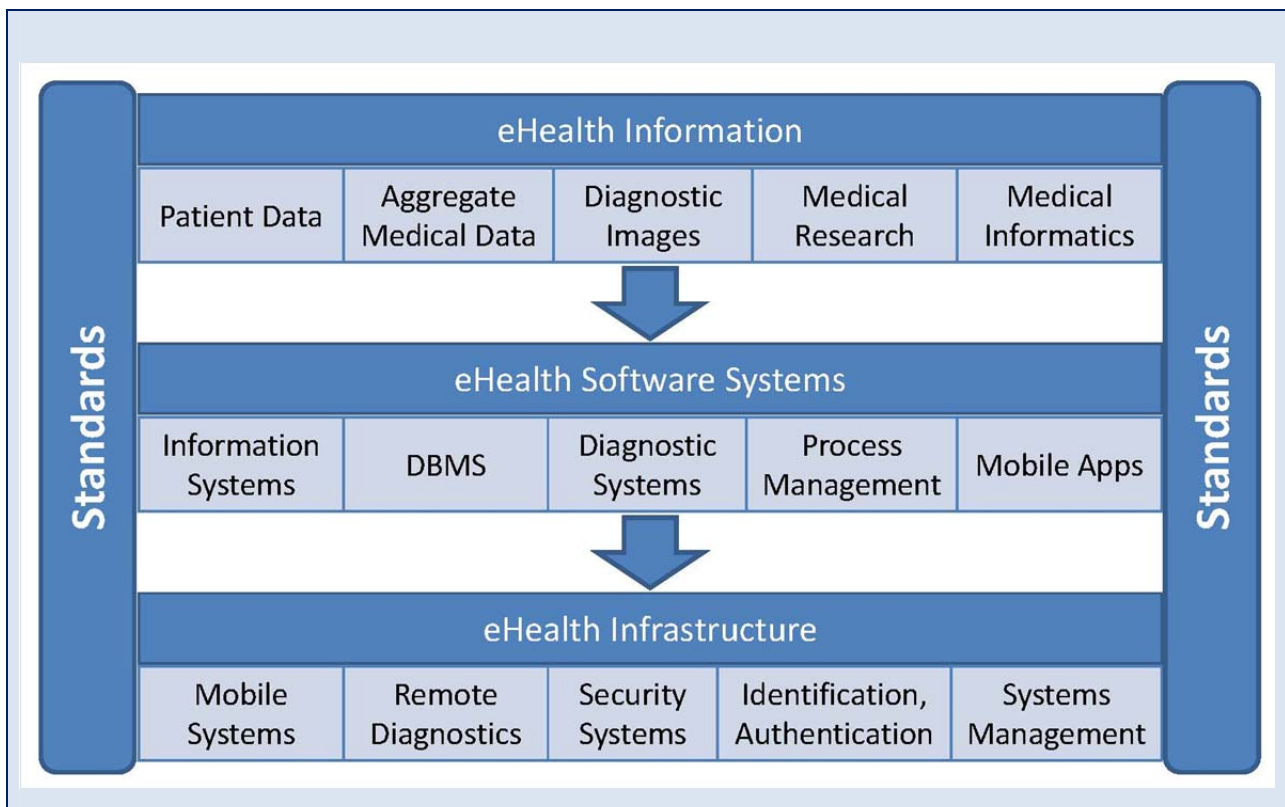 Standards
eHealth Information
Patient Data
Aggregate
Medical Data
Diagnostic
Images
Medical
Research
Medical
Informatics
eHealth Software Systems
Information
Systems
DBMS
Diagnostic
Systems
Process
Management
Mobile Apps
eHealth Infrastructure
Mobile
Systems
Remote
Diagnostics
Security
Systems
Identification,
Authentication
Systems
Management
Standards